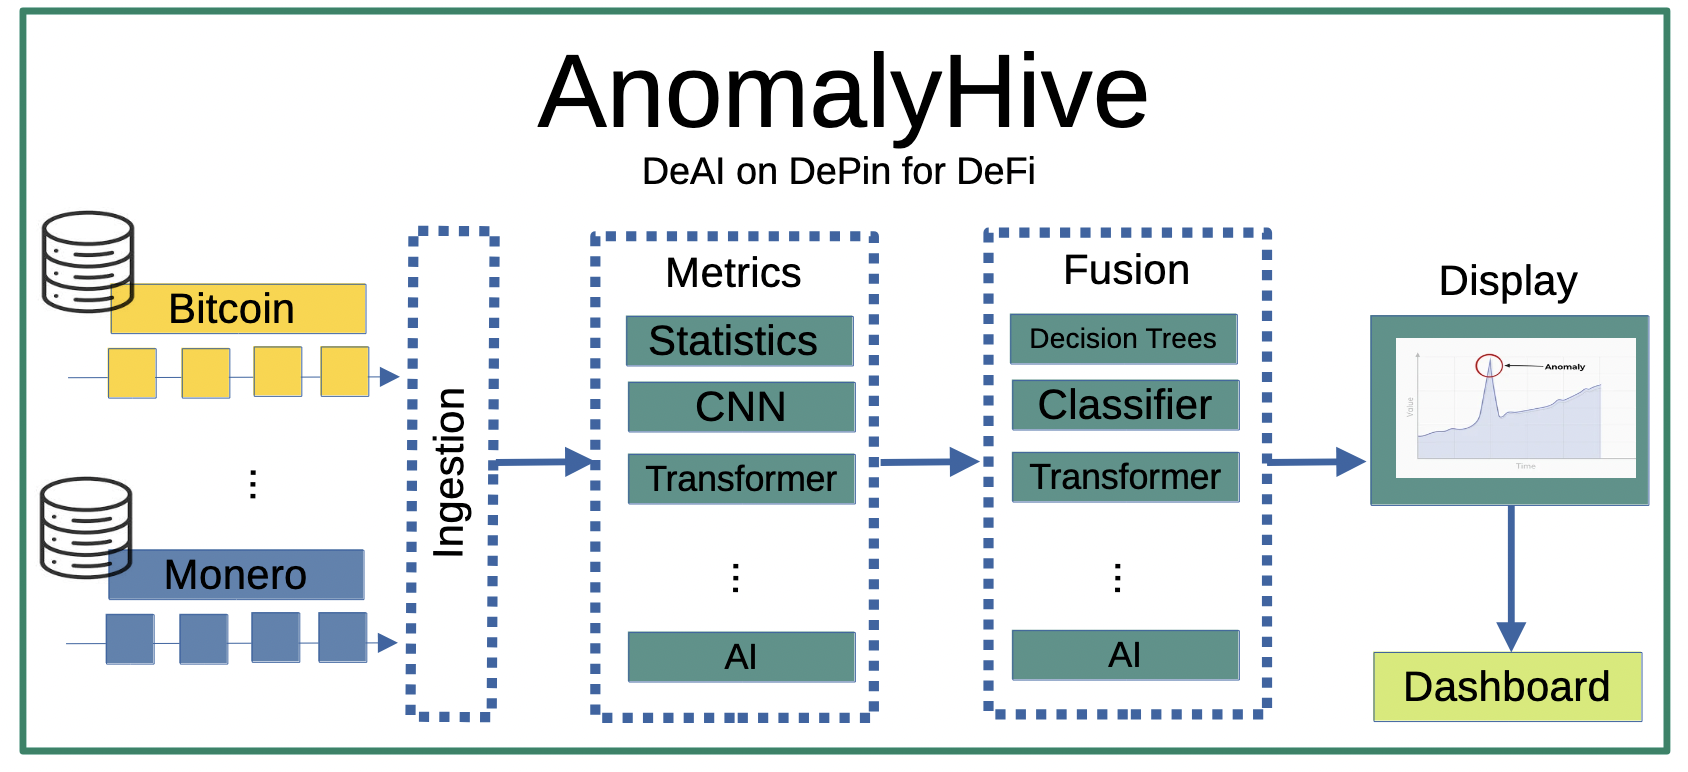 AnomalyHive
DeAI on DePin for DeFi
Bitcoin
...
Monero
Ingestion
Metrics
Statistics
CNN
Transformer
...
AI
Fusion
Decision Trees
Classifier
Transformer
...
AI
Display
Anomaly
Value
Time
Dashboard